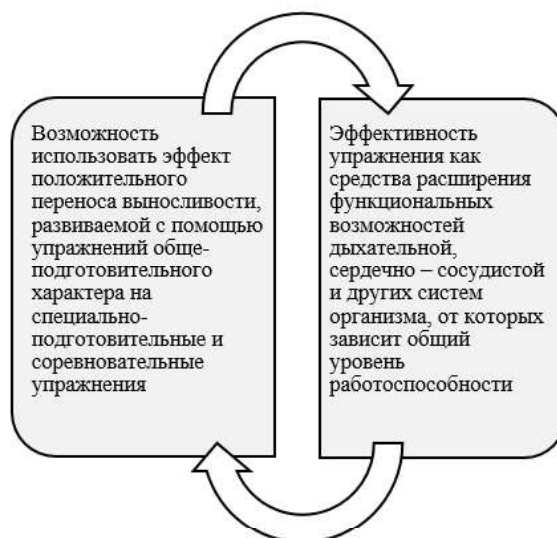 Возможность
использовать эффект
положительного
переноса выносливости,
развиваемой с помощью
упражнений обще-
подготовительного
характера на
специально-
подготовительные и
соревновательные
упражнения
Эффективность
упражнения как
средства расширения
функциональных
возможностей
дыхательной,
сердечно – сосудистой
и других систем
организма, от которых
зависит общий
уровень
работоспособности